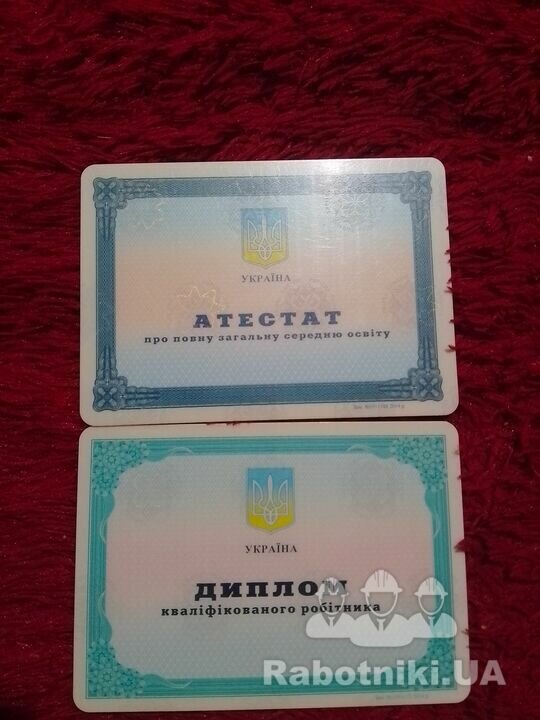 УКРАЇНА
АТЕСТАТ
про повну загальну середню освіту
УКРАЇНА
ДИПЛОМ
кваліфікованого робітника
Rabotniki.UA